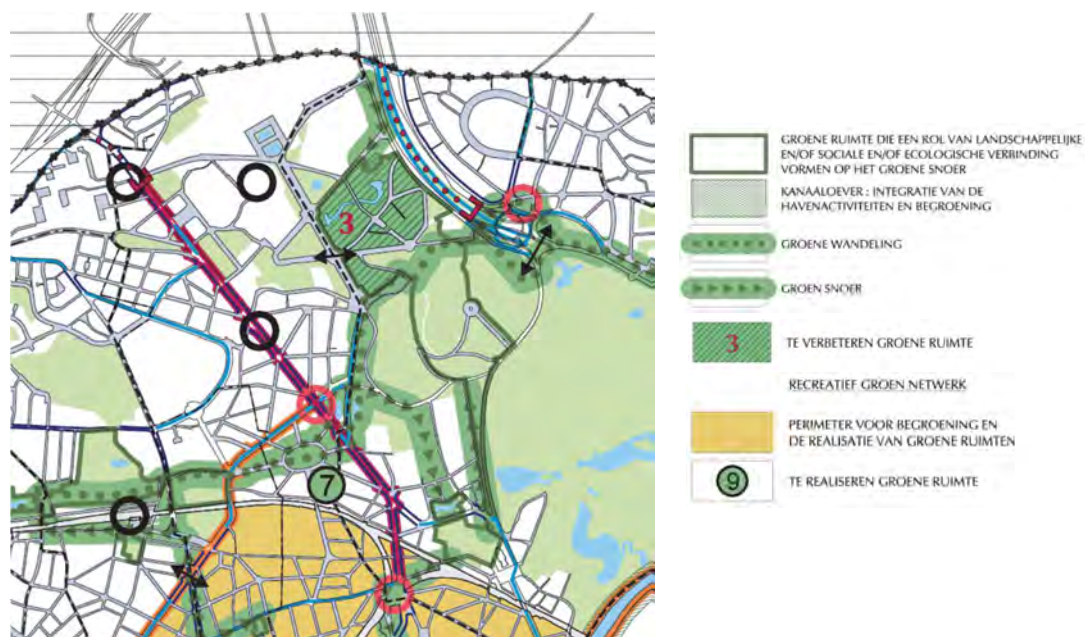 3
7
GROENE RUIMTE DIE EEN ROL VAN LANDSCHAPPELIJKE
EN/OF SOCIALE EN/OF ECOLOGISCHE VERBINDING
VORMEN OP HET GROENE SNOER
KANAALOEVER : INTEGRATIE VAN DE
HAVENACTIVITEITEN EN BEGROENING
GROENE WANDELING
GROEN SNOER
3
TE VERBETEREN GROENE RUIMTE
RECREATIEF GROEN NETWERK
PERIMETER VOOR BEGROENING EN
DE REALISATIE VAN GROENE RUIMTEN
9
TE REALISEREN GROENE RUIMTE